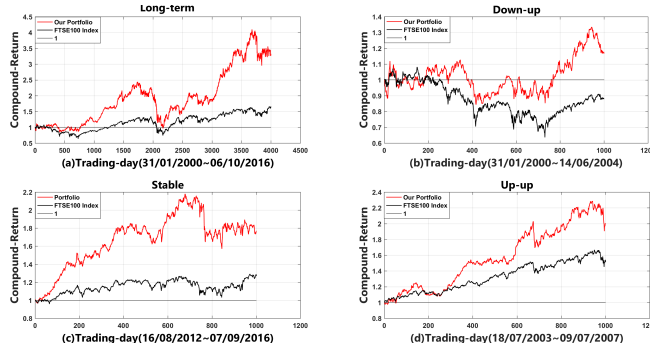 Long-term
Our Portfolio
FTSE100 Index
1
Compound-Return
4.5
4
3.5
3
2.5
2
1.5
1
0.5
0 500 1000 1500 2000 2500 3000 3500 4000 4500
(a)Trading-day(31/01/2000~06/10/2016)
Down-up
Our Portfolio
FTSE100 Index
1
Compound-Return
1.4
1.3
1.2
1.1
1
0.9
0.8
0.7
0.6
0 200 400 600 800 1000 1200
(b)Trading-day(31/01/2000~14/06/2004)
Stable
Portfolio
FTSE100 Index
1
Compound-Return
2.2
2
1.8
1.6
1.4
1.2
1
0.8
0 200 400 600 800 1000 1200
(c)Trading-day(16/08/2012~07/09/2016)
Up-up
Our Portfolio
FTSE100 Index
1
Compound-Return
2.4
2.2
2
1.8
1.6
1.4
1.2
1
0.8
0 200 400 600 800 1000 1200
(d)Trading-day(18/07/2003~09/07/2007)